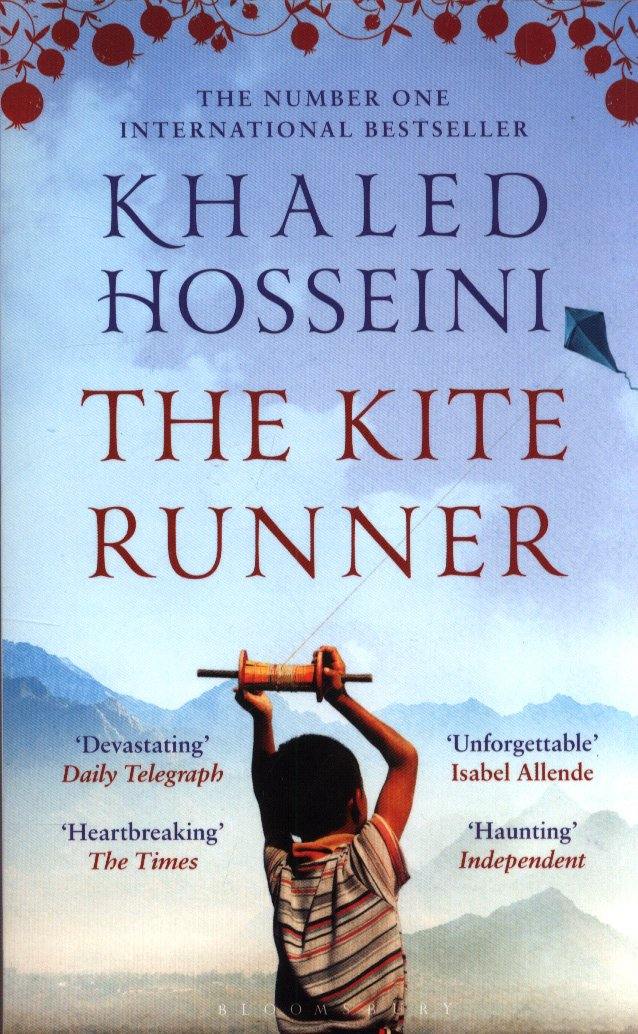 THE NUMBER ONE
INTERNATIONAL BESTSELLER
KHALED
HOSSEINI
THE KITE
RUNNER
‘Devastating’
Daily Telegraph
‘Unforgettable’
Isabel Allende
‘Heartbreaking’
The Times
‘Haunting’
Independent
BLOOMSBURY